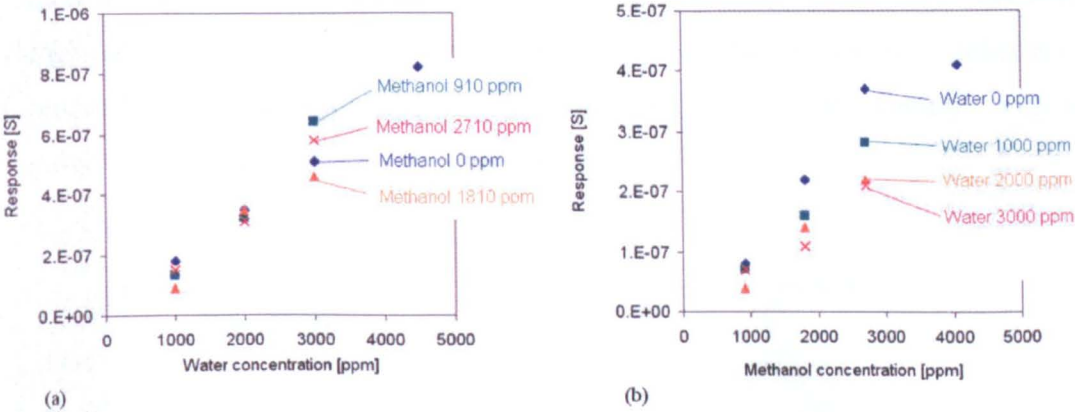 1.E-06
8.E-07
6.E-07
4.E-07
2.E-07
0.E+00
Response [S]
Methanol 910 ppm
Methanol 2710 ppm
Methanol 0 ppm
Methanol 1810 ppm
0 1000 2000 3000 4000 5000
Water concentration [ppm]
(a)
5.E-07
4.E-07
3.E-07
2.E-07
1.E-07
0.E+00
Response [S]
Water 0 ppm
Water 1000 ppm
Water 2000 ppm
Water 3000 ppm
0 1000 2000 3000 4000 5000
Methanol concentration [ppm]
(b)